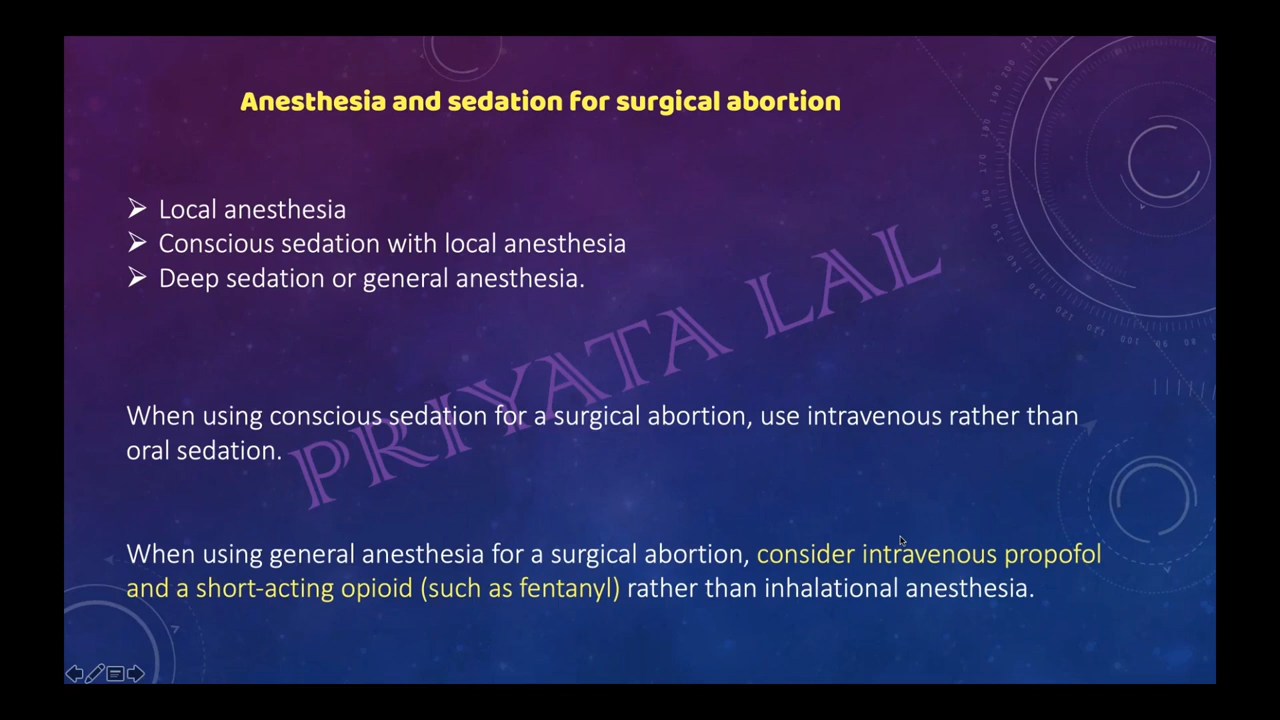 Anesthesia and sedation for surgical abortion
Local anesthesia
Conscious sedation with local anesthesia
Deep sedation or general anesthesia.
PRIYATA LAL
When using conscious sedation for a surgical abortion, use intravenous rather than
oral sedation.
When using general anesthesia for a surgical abortion, consider intravenous propofol
and a short-acting opioid (such as fentanyl) rather than inhalational anesthesia.